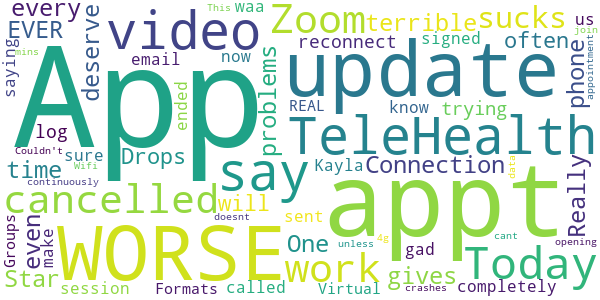 every
EVER
saying
mins
This
waa
deserve
video
email
now
ended
Zoom
problems
terrible
reconnect
REAL
sucks
signed
often
know
trying
us
phone
join
appointment
App
update
log
Couldn't
sure
time
Wifi
continuously
Drops
say
TeleHealth
Kayla
Connection
data
Really
cancelled
will
appt
Groups
even
make
WORSE
sent
doesnt
One
work
unless
4g
gad
cant
opening
Today
Star
session
Formats
called
Virtual
gives
crashes
completely